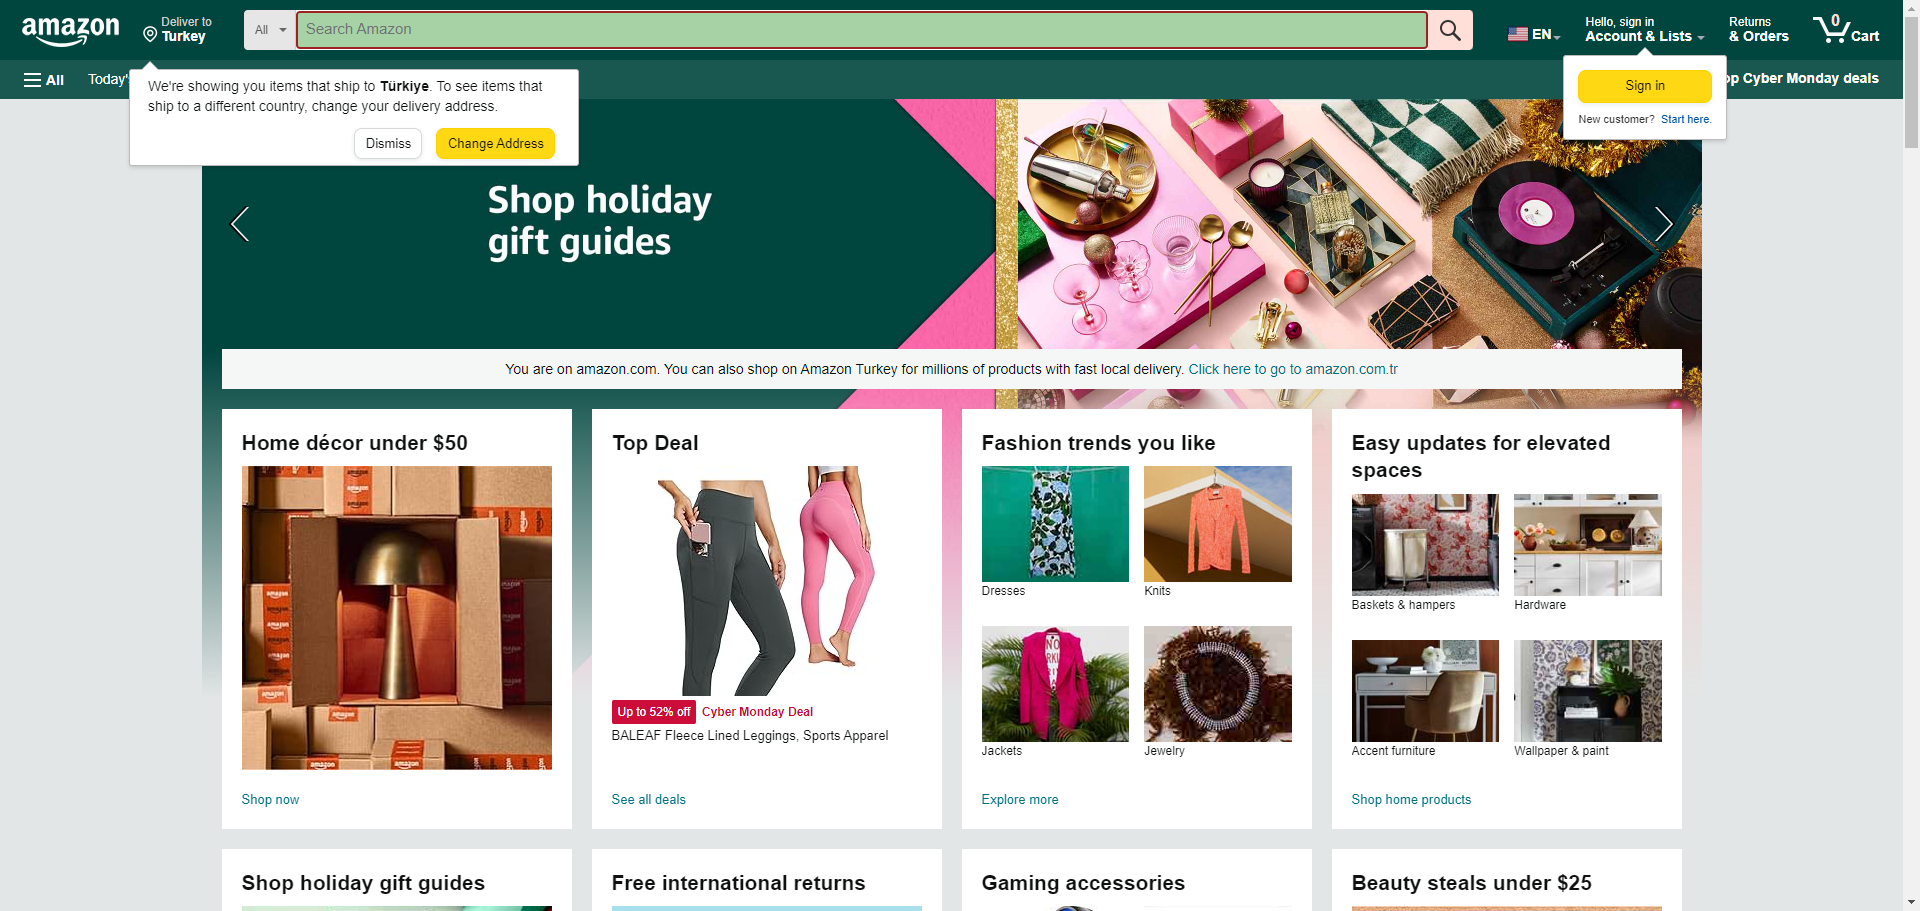 amazon
Deliver to
Turkey
All
Search Amazon
EN
Hello, sign in
Account & Lists
Returns
& Orders
0
Cart
All
Today's
op Cyber Monday deals
We're showing you items that ship to Türkiye. To see items that
ship to a different country, change your delivery address.
Dismiss
Change Address
Sign in
New customer? Start here.
Shop holiday
gift guides
You are on amazon.com. You can also shop on Amazon Turkey for millions of products with fast local delivery. Click here to go to amazon.com.tr
Home décor under $50
amazon
amazon
amazon
amazon
Shop now
Top Deal
Up to 52% off
Cyber Monday Deal
BALEAF Fleece Lined Leggings, Sports Apparel
See all deals
Fashion trends you like
Dresses
Knits
Jackets
Jewelry
Explore more
Easy updates for elevated
spaces
Baskets & hampers
Hardware
Accent furniture
Wallpaper & paint
Shop home products
Shop holiday gift guides
Free international returns
Gaming accessories
Beauty steals under $25